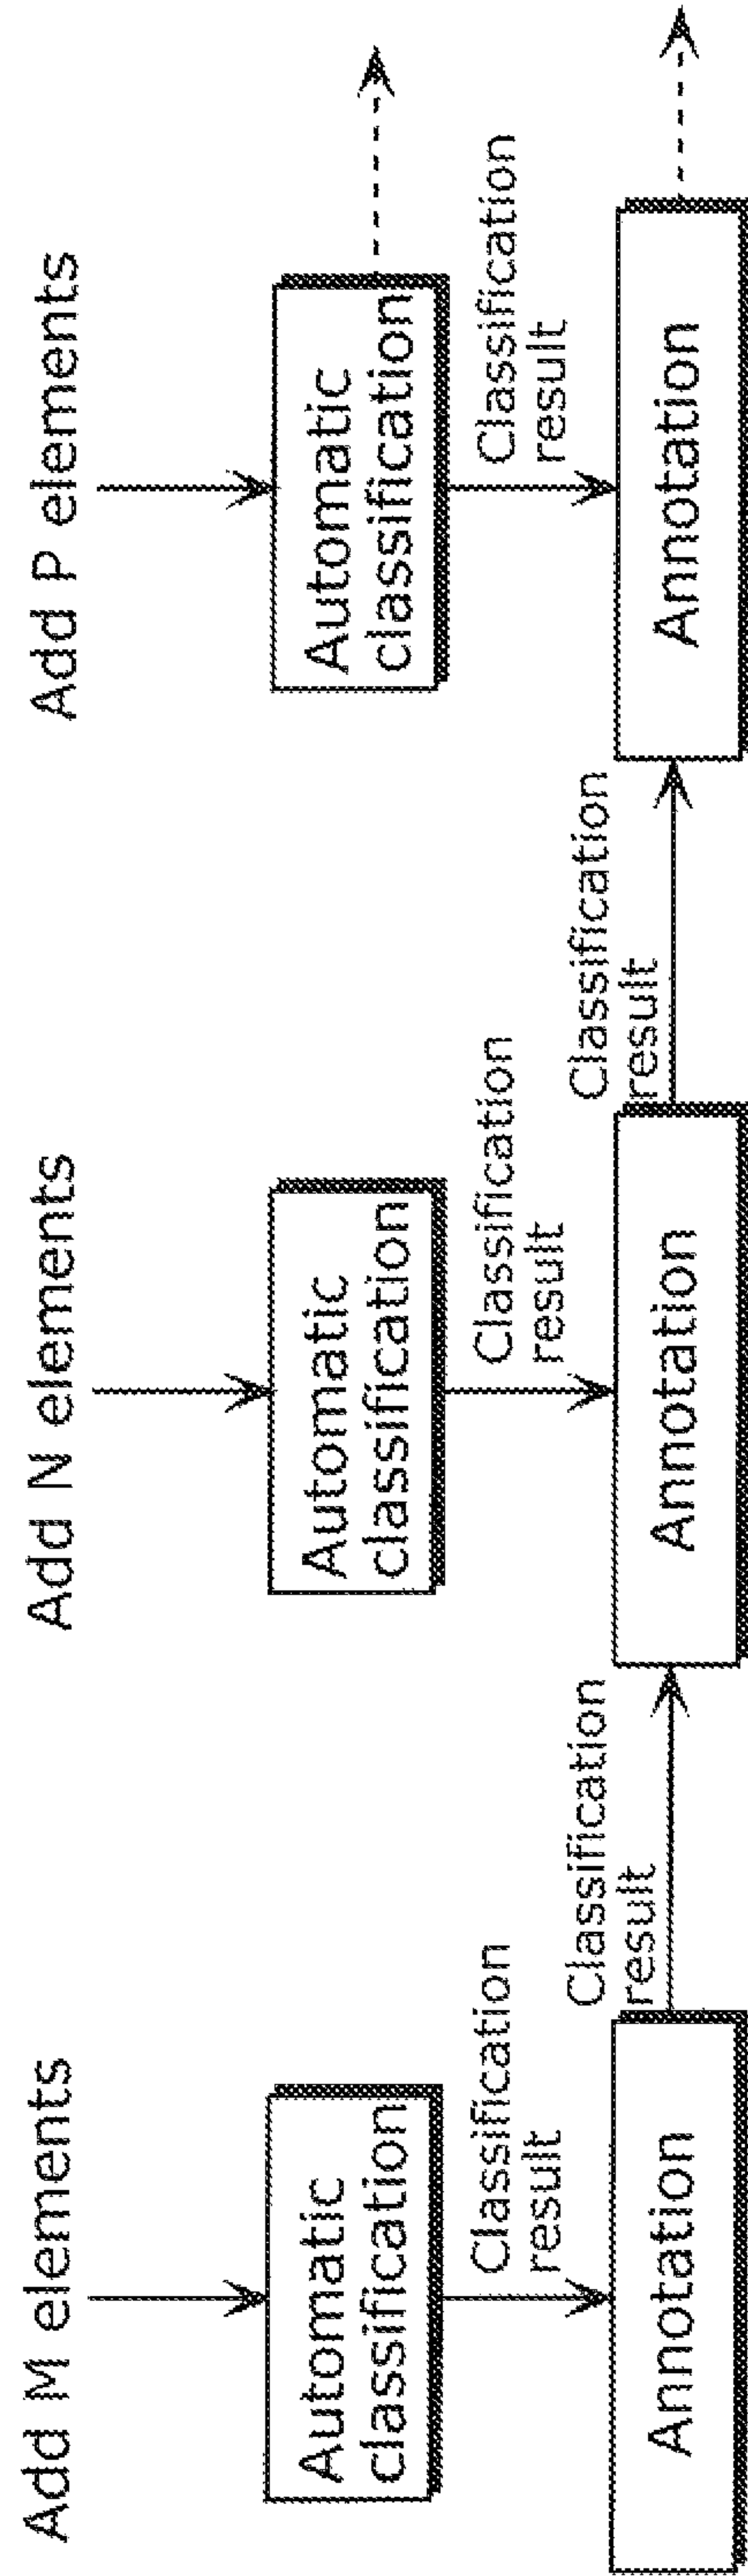 Add M elements
Add N elements
Add P elements
Automatic
classification
Automatic
classification
Automatic
classification
Classification
result
Classification
result
Classification
result
Classification
result
Classification
result
Annotation
Annotation
Annotation